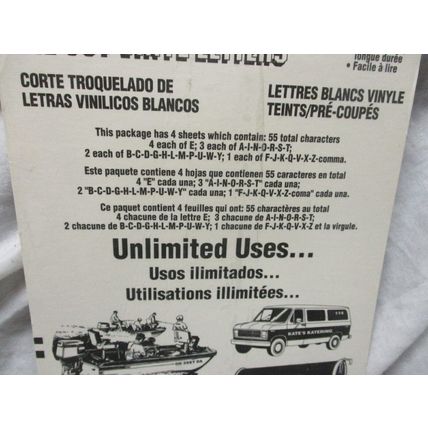 LETTERS
longue durée
• Facile à lire
CORTE TROQUELADO DE
LETRAS VINILICOS BLANCOS
LETTRES BLANCS VINYLE
TEINTS/PRÉ-COUPÉS
This package has 4 sheets which contain: 55 total characters
4 each of E; 3 each of A-I-N-O-R-S-T;
2 each of B-C-D-G-H-L-M-P-U-W-Y; 1 each of F-J-K-Q-V-X-Z-comma.
Este paquete contiene 4 hojas que contienen 55 caracteres en total
4 "E" cada una; 3 "A-I-N-O-R-S-T" cada una;
2 "B-C-D-G-H-L-M-P-U-W-Y" cada una; 1 "F-J-K-Q-V-X-Z-coma" cada una.
Ce paquet contient 4 feuilles qui ont: 55 charactères au total
4 chacune de la lettre E; 3 chacune de A-I-N-O-R-S-T;
2 chacune de B-C-D-G-H-L-M-P-U-W-Y; 1 chacune de F-J-K-Q-V-X-Z et la virgule.
Unlimited Uses...
Usos ilimitados...
Utilisations illimitées...
KATE'S KATERING